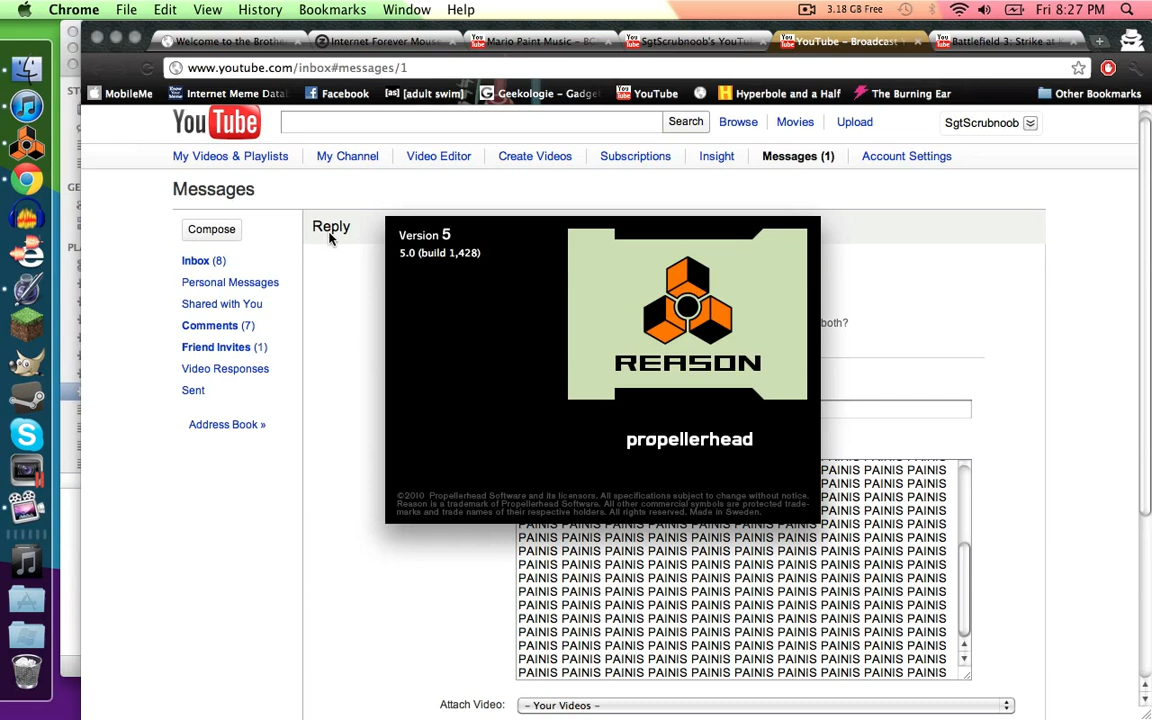 Chrome File Edit View History Bookmarks Window Help 3.18 GB Free Fri 8:27 PM
Welcome to the Brothe Internet Forever Mouse Mario Paint Music – BC SgtScrubnoob's YouTu YouTube – Broadcast Battlefield 3: Strike at
www.youtube.com/inbox#messages/1
MobileMe Internet Meme Data Facebook [as] [adult swim] Geekologie – Gadget YouTube Hyperbole and a Half The Burning Ear Other Bookmarks
YouTube Search Browse Movies Upload SgtScrubnoob
My Videos & Playlists My Channel Video Editor Create Videos Subscriptions Insight Messages (1) Account Settings
Messages
Compose
Reply
Inbox (8)
Personal Messages
Shared with You
Comments (7)
Friend Invites (1)
Video Responses
Sent
Address Book »
Version 5
5.0 (build 1,428)
REASON
propellerhead
©2010 Propellerhead Software and its licensors. All specifications subject to change without notice.
Reason is a trademark of Propellerhead Software. All other commercial symbols are protected trade-
marks and trade names of their respective holders. All rights reserved. Made in Sweden.
both?
PAINIS PAINIS PAINIS
PAINIS PAINIS PAINIS
PAINIS PAINIS PAINIS
PAINIS PAINIS PAINIS
PAINIS PAINIS PAINIS PAINIS PAINIS PAINIS PAINIS PAINIS PAINIS PAINIS
PAINIS PAINIS PAINIS PAINIS PAINIS PAINIS PAINIS PAINIS PAINIS PAINIS
PAINIS PAINIS PAINIS PAINIS PAINIS PAINIS PAINIS PAINIS PAINIS PAINIS
PAINIS PAINIS PAINIS PAINIS PAINIS PAINIS PAINIS PAINIS PAINIS PAINIS
PAINIS PAINIS PAINIS PAINIS PAINIS PAINIS PAINIS PAINIS PAINIS PAINIS
PAINIS PAINIS PAINIS PAINIS PAINIS PAINIS PAINIS PAINIS PAINIS PAINIS
PAINIS PAINIS PAINIS PAINIS PAINIS PAINIS PAINIS PAINIS PAINIS PAINIS
PAINIS PAINIS PAINIS PAINIS PAINIS PAINIS PAINIS PAINIS PAINIS PAINIS
PAINIS PAINIS PAINIS PAINIS PAINIS PAINIS PAINIS PAINIS PAINIS PAINIS
PAINIS PAINIS PAINIS PAINIS PAINIS PAINIS PAINIS PAINIS PAINIS PAINIS
PAINIS PAINIS PAINIS PAINIS PAINIS PAINIS PAINIS PAINIS PAINIS PAINIS
PAINIS PAINIS PAINIS PAINIS PAINIS PAINIS PAINIS PAINIS PAINIS PAINIS
Attach Video: - Your Videos -